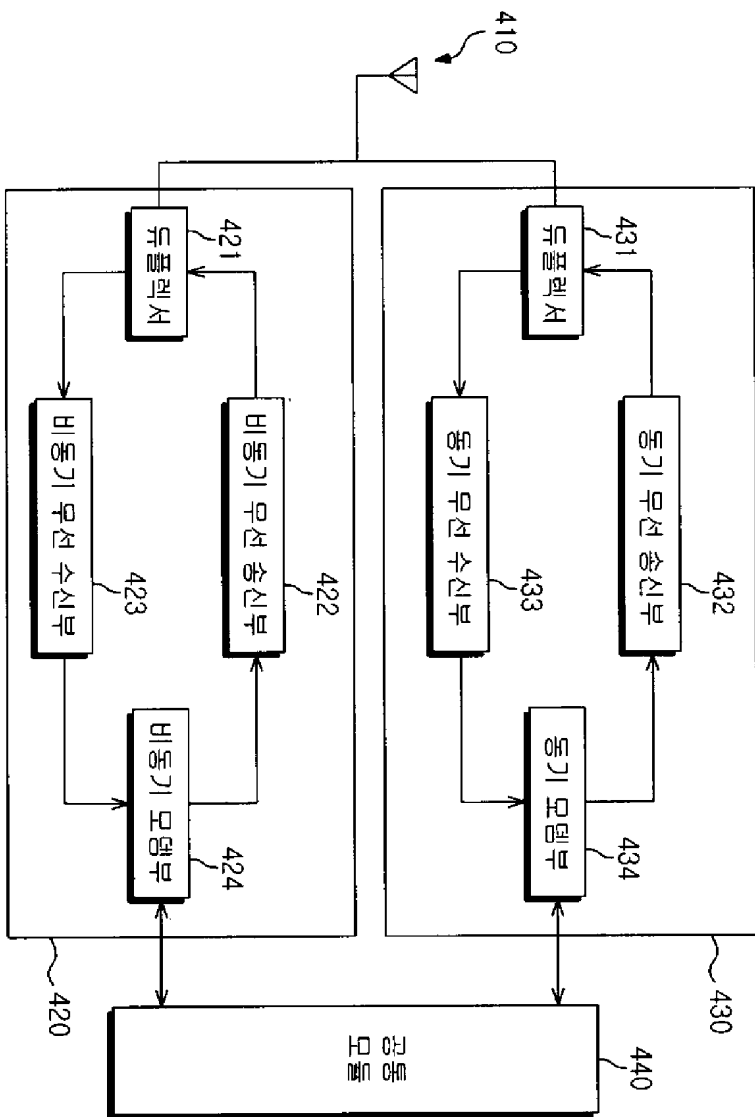 432
430
동기 무선 송신부
431
434
440
듀플렉서
동기 모뎀부
433
410
동기 무선 수신부
공통
모듈
422
비동기 무선 송신부
421
424
듀플렉서
비동기 모뎀부
423
비동기 무선 수신부
420